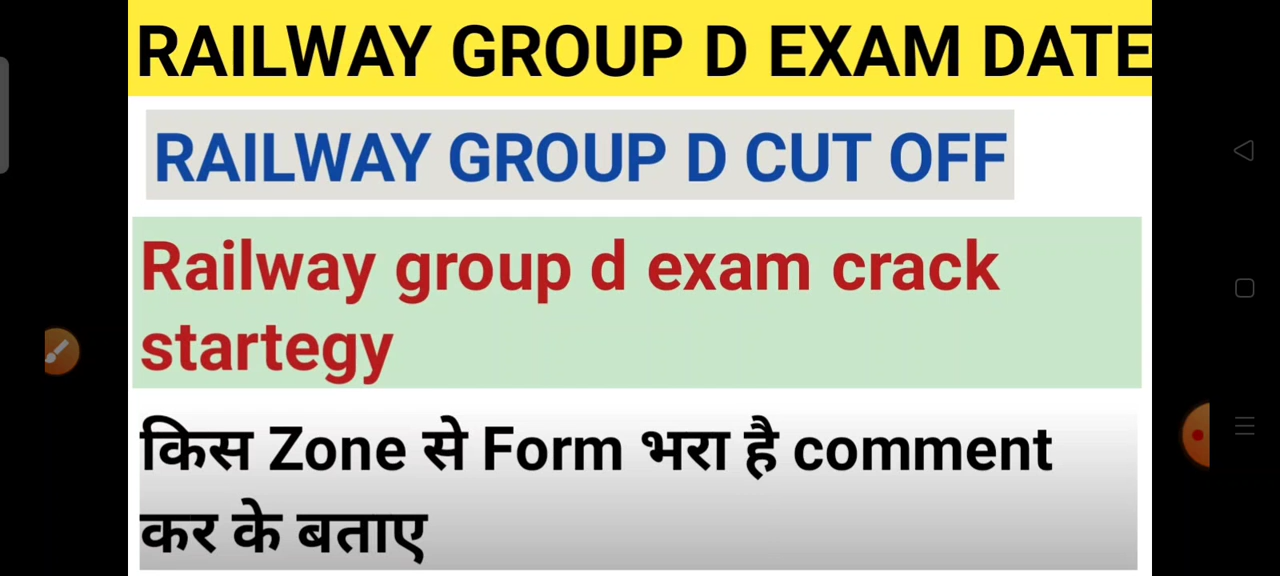 RAILWAY GROUP D EXAM DATE
RAILWAY GROUP D CUT OFF
Railway group d exam crack
startegy
किस Zone से Form भरा है comment
कर के बताए